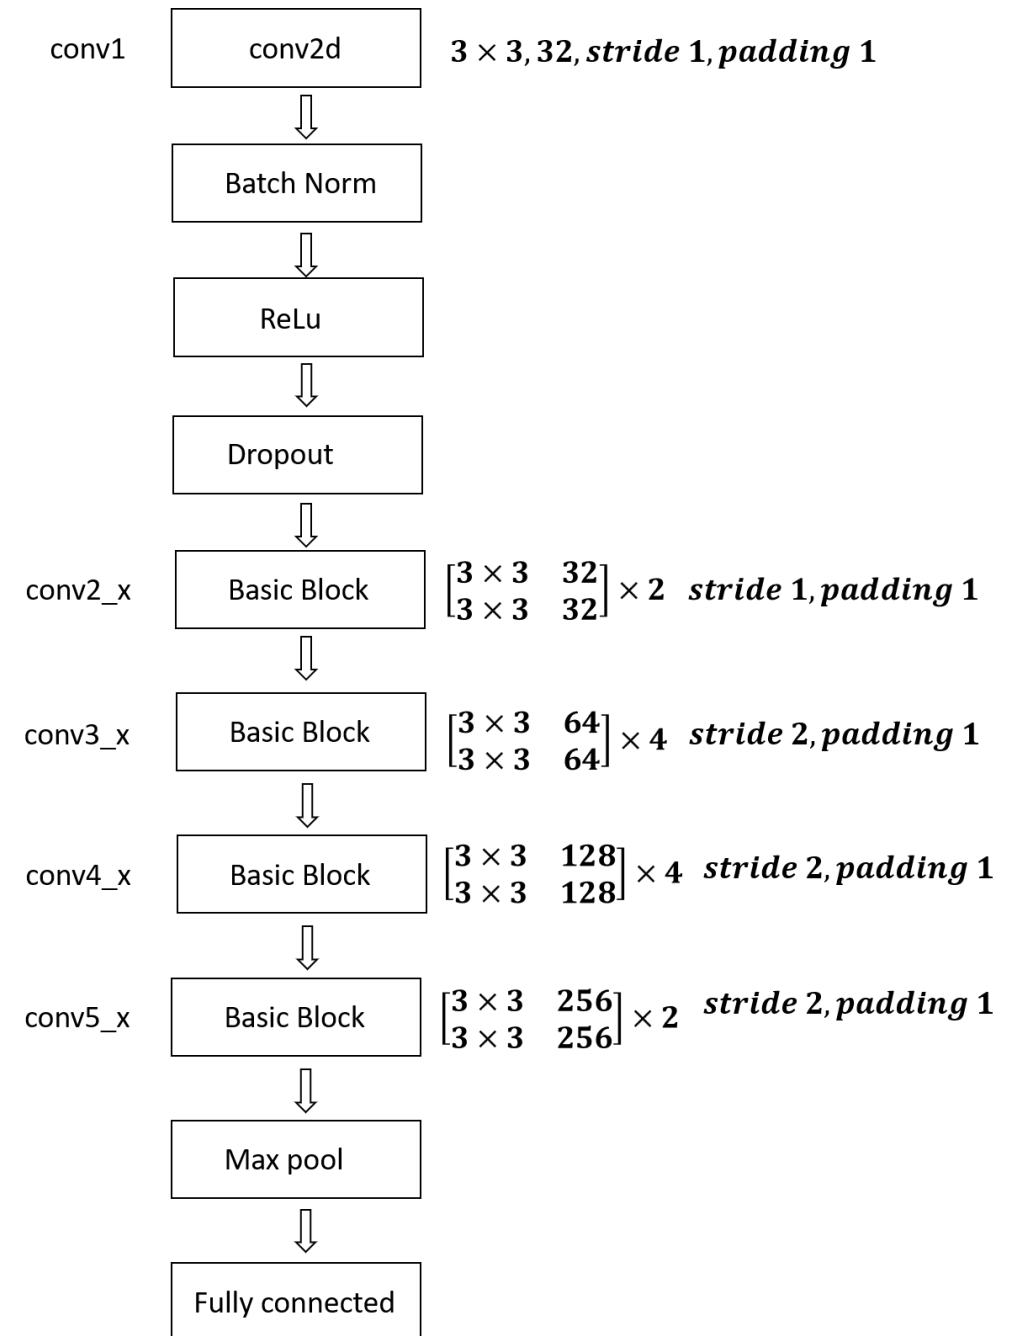 conv1 conv2d 3 × 3, 32, stride 1, padding 1
Batch Norm
ReLu
Dropout
conv2_x Basic Block [3 × 3 32
3 × 3 32] × 2 stride 1, padding 1
conv3_x Basic Block [3 × 3 64
3 × 3 64] × 4 stride 2, padding 1
conv4_x Basic Block [3 × 3 128
3 × 3 128] × 4 stride 2, padding 1
conv5_x Basic Block [3 × 3 256
3 × 3 256] × 2 stride 2, padding 1
Max pool
Fully connected